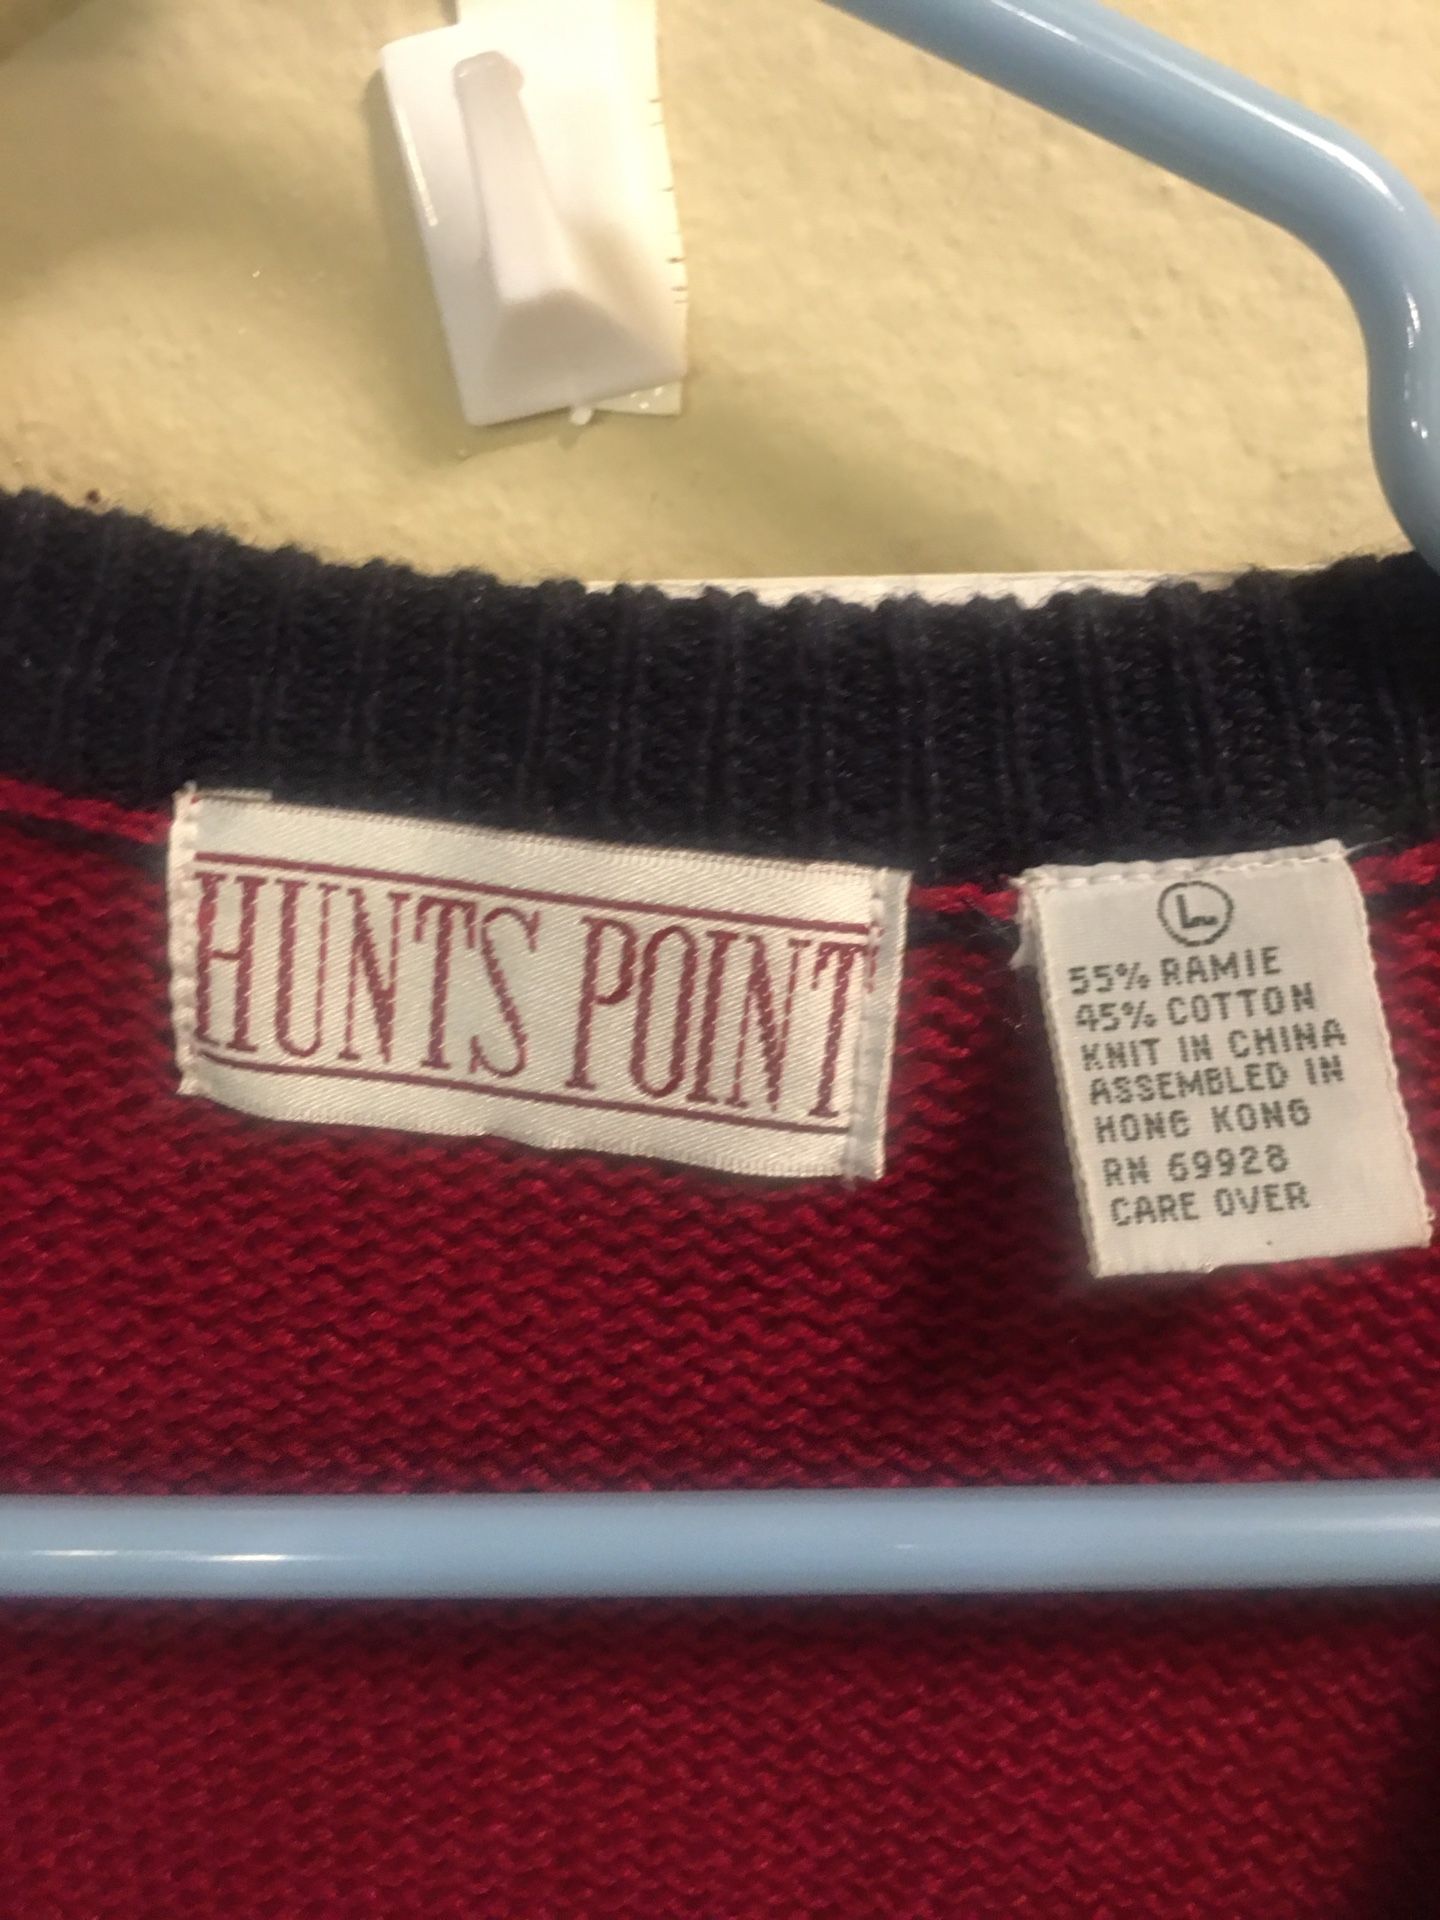 HUNTS POINT
L
55% RAMIE
45% COTTON
KNIT IN CHINA
ASSEMBLED IN
HONG KONG
RN 69928
CARE OVER